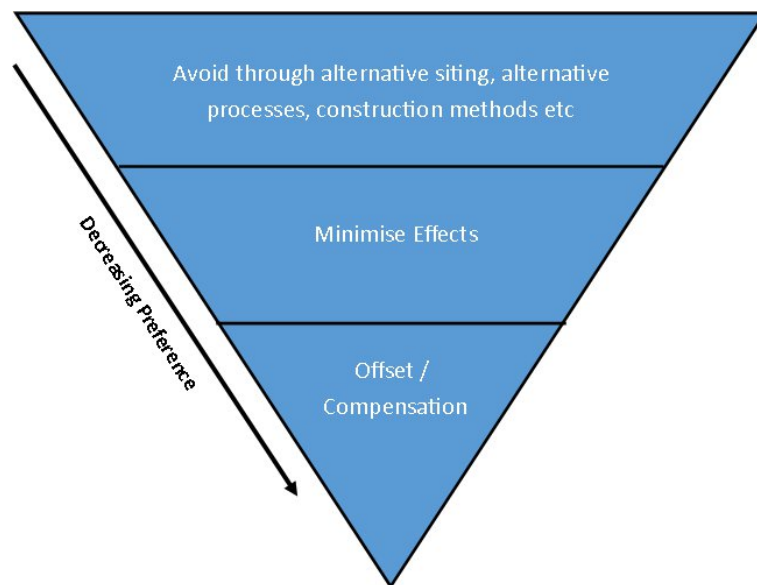 Avoid through alternative siting, alternative
processes, construction methods etc
Minimise Effects
Decreasing Preference
Offset /
Compensation